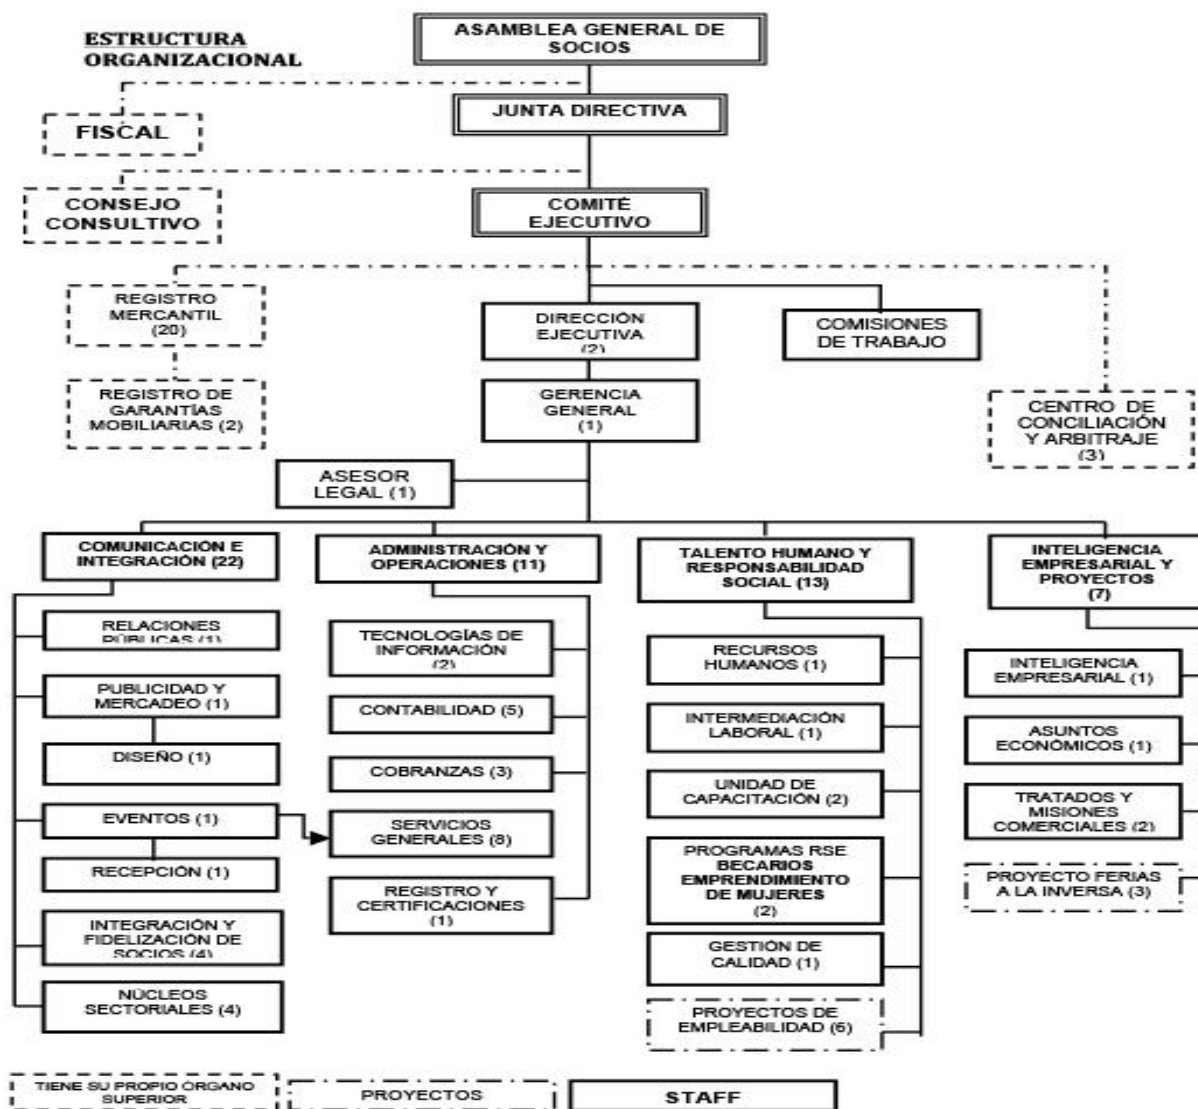 ESTRUCTURA
ORGANIZACIONAL
ASAMBLEA GENERAL DE
SOCIOS
JUNTA DIRECTIVA
FISCAL
CONSEJO
CONSULTIVO
COMITÉ
EJECUTIVO
REGISTRO
MERCANTIL
(20)
DIRECCIÓN
EJECUTIVA
(2)
COMISIONES
DE TRABAJO
REGISTRO DE
GARANTÍAS
MOBILIARIAS (2)
GERENCIA
GENERAL
(1)
CENTRO DE
CONCILIACIÓN
Y ARBITRAJE
(3)
ASESOR
LEGAL (1)
COMUNICACIÓN E
INTEGRACIÓN (22)
RELACIONES
PÚBLICAS (1)
PUBLICIDAD Y
MERCADEO (1)
DISEÑO (1)
EVENTOS (1)
RECEPCIÓN (1)
INTEGRACIÓN Y
FIDELIZACIÓN DE
SOCIOS (4)
NÚCLEOS
SECTORIALES (4)
ADMINISTRACIÓN Y
OPERACIONES (11)
TECNOLOGÍAS DE
INFORMACIÓN
(2)
CONTABILIDAD (5)
COBRANZAS (3)
SERVICIOS
GENERALES (8)
REGISTRO Y
CERTIFICACIONES
(1)
TALENTO HUMANO Y
RESPONSABILIDAD
SOCIAL (13)
RECURSOS
HUMANOS (1)
INTERMEDIACIÓN
LABORAL (1)
UNIDAD DE
CAPACITACIÓN (2)
PROGRAMAS RSE
BECARIOS
EMPRENDIMIENTO
DE MUJERES
(2)
GESTIÓN DE
CALIDAD (1)
PROYECTOS DE
EMPLEABILIDAD (6)
INTELIGENCIA
EMPRESARIAL Y
PROYECTOS
(7)
INTELIGENCIA
EMPRESARIAL (1)
ASUNTOS
ECONÓMICOS (1)
TRATADOS Y
MISIONES
COMERCIALES (2)
PROYECTO FERIAS
A LA INVERSA (3)
TIENE SU PROPIO ÓRGANO
SUPERIOR
PROYECTOS
STAFF